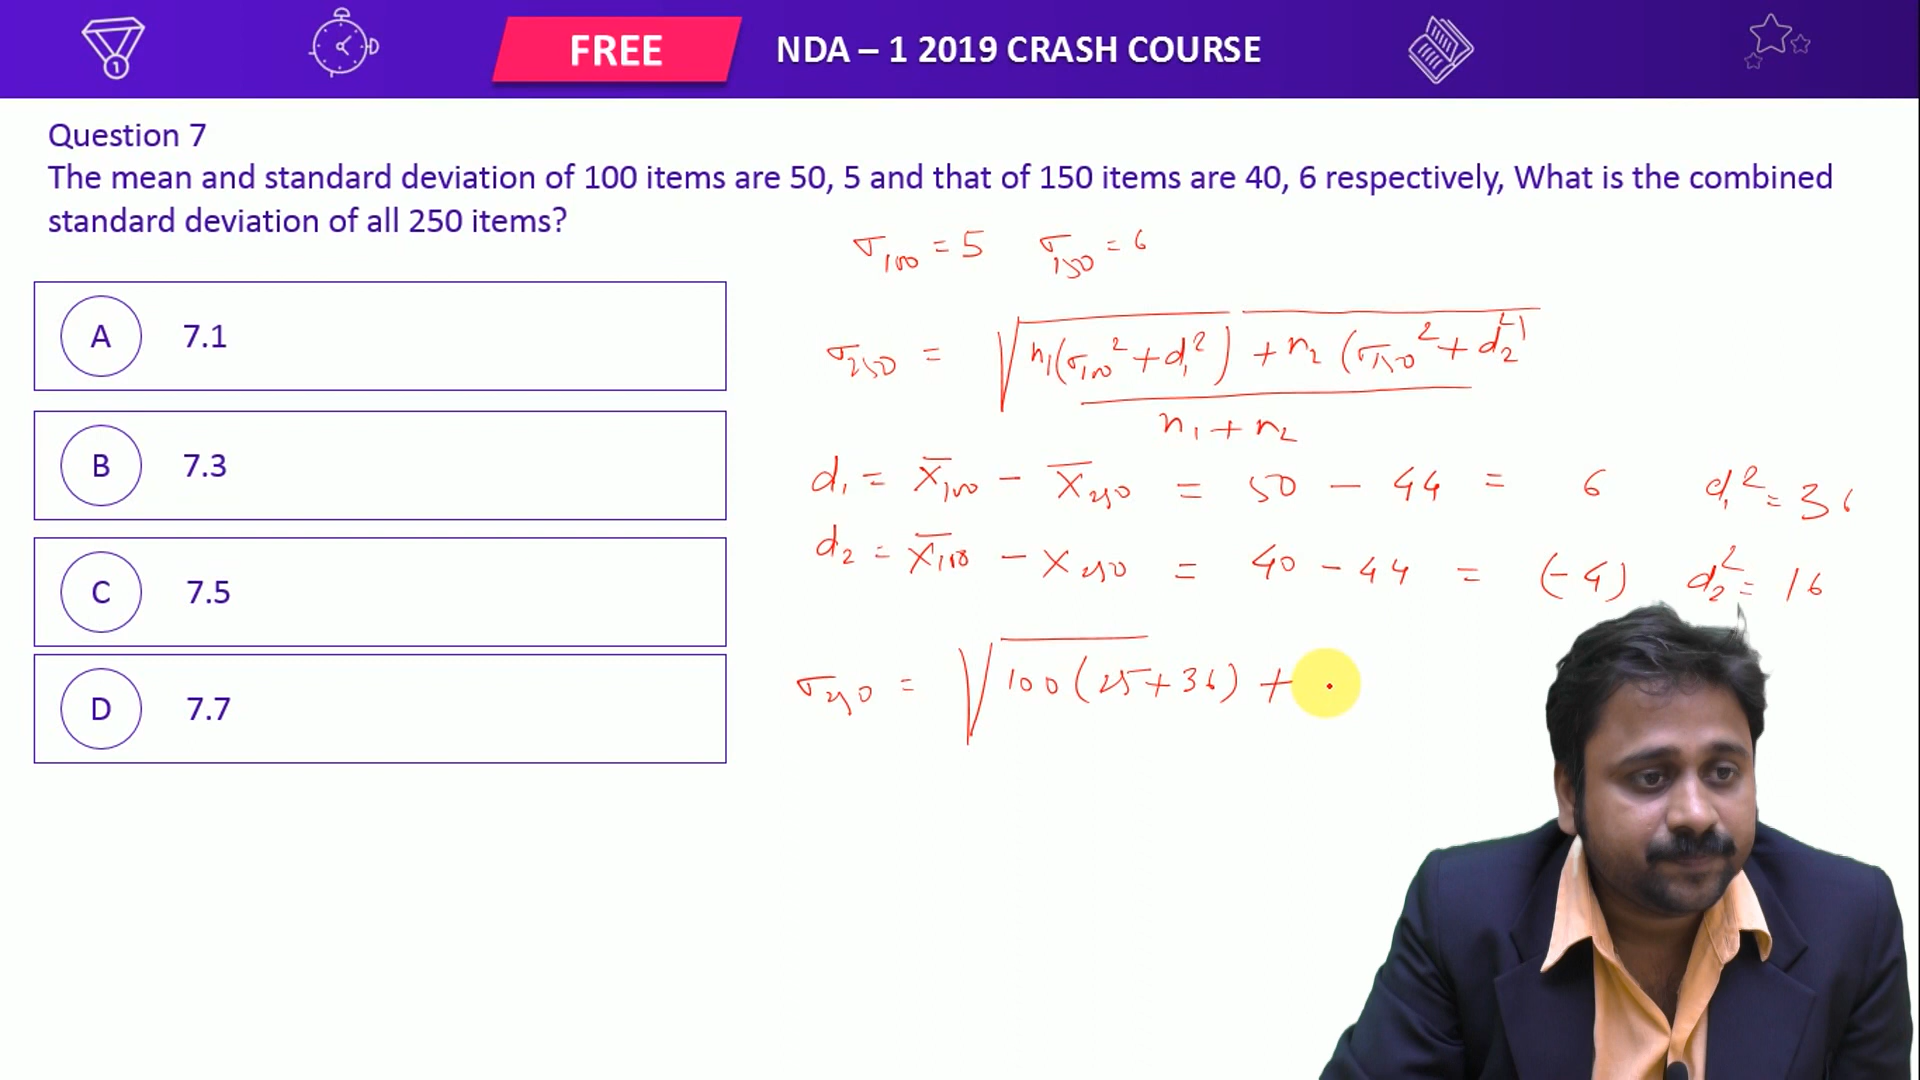 FREE
NDA – 1 2019 CRASH COURSE
1
Question 7
The mean and standard deviation of 100 items are 50, 5 and that of 150 items are 40, 6 respectively, What is the combined
standard deviation of all 250 items?
A 7.1
B 7.3
C 7.5
D 7.7
σ₁₀₀ = 5 σ₁₅₀ = 6
σ₂₅₀ = √ n₁(σ₁₀₀² + d₁²) + n₂ (σ₁₅₀² + d₂²)
n₁ + n₂
d₁ = X̄₁₀₀ − X̄₂₅₀ = 50 − 44 = 6 d₁² = 36
d₂ = X̄₁₀₀ − X₂₅₀ = 40 − 44 = (−4) d₂² = 16
σ₂₅₀ = √ 100 (25 + 36) +